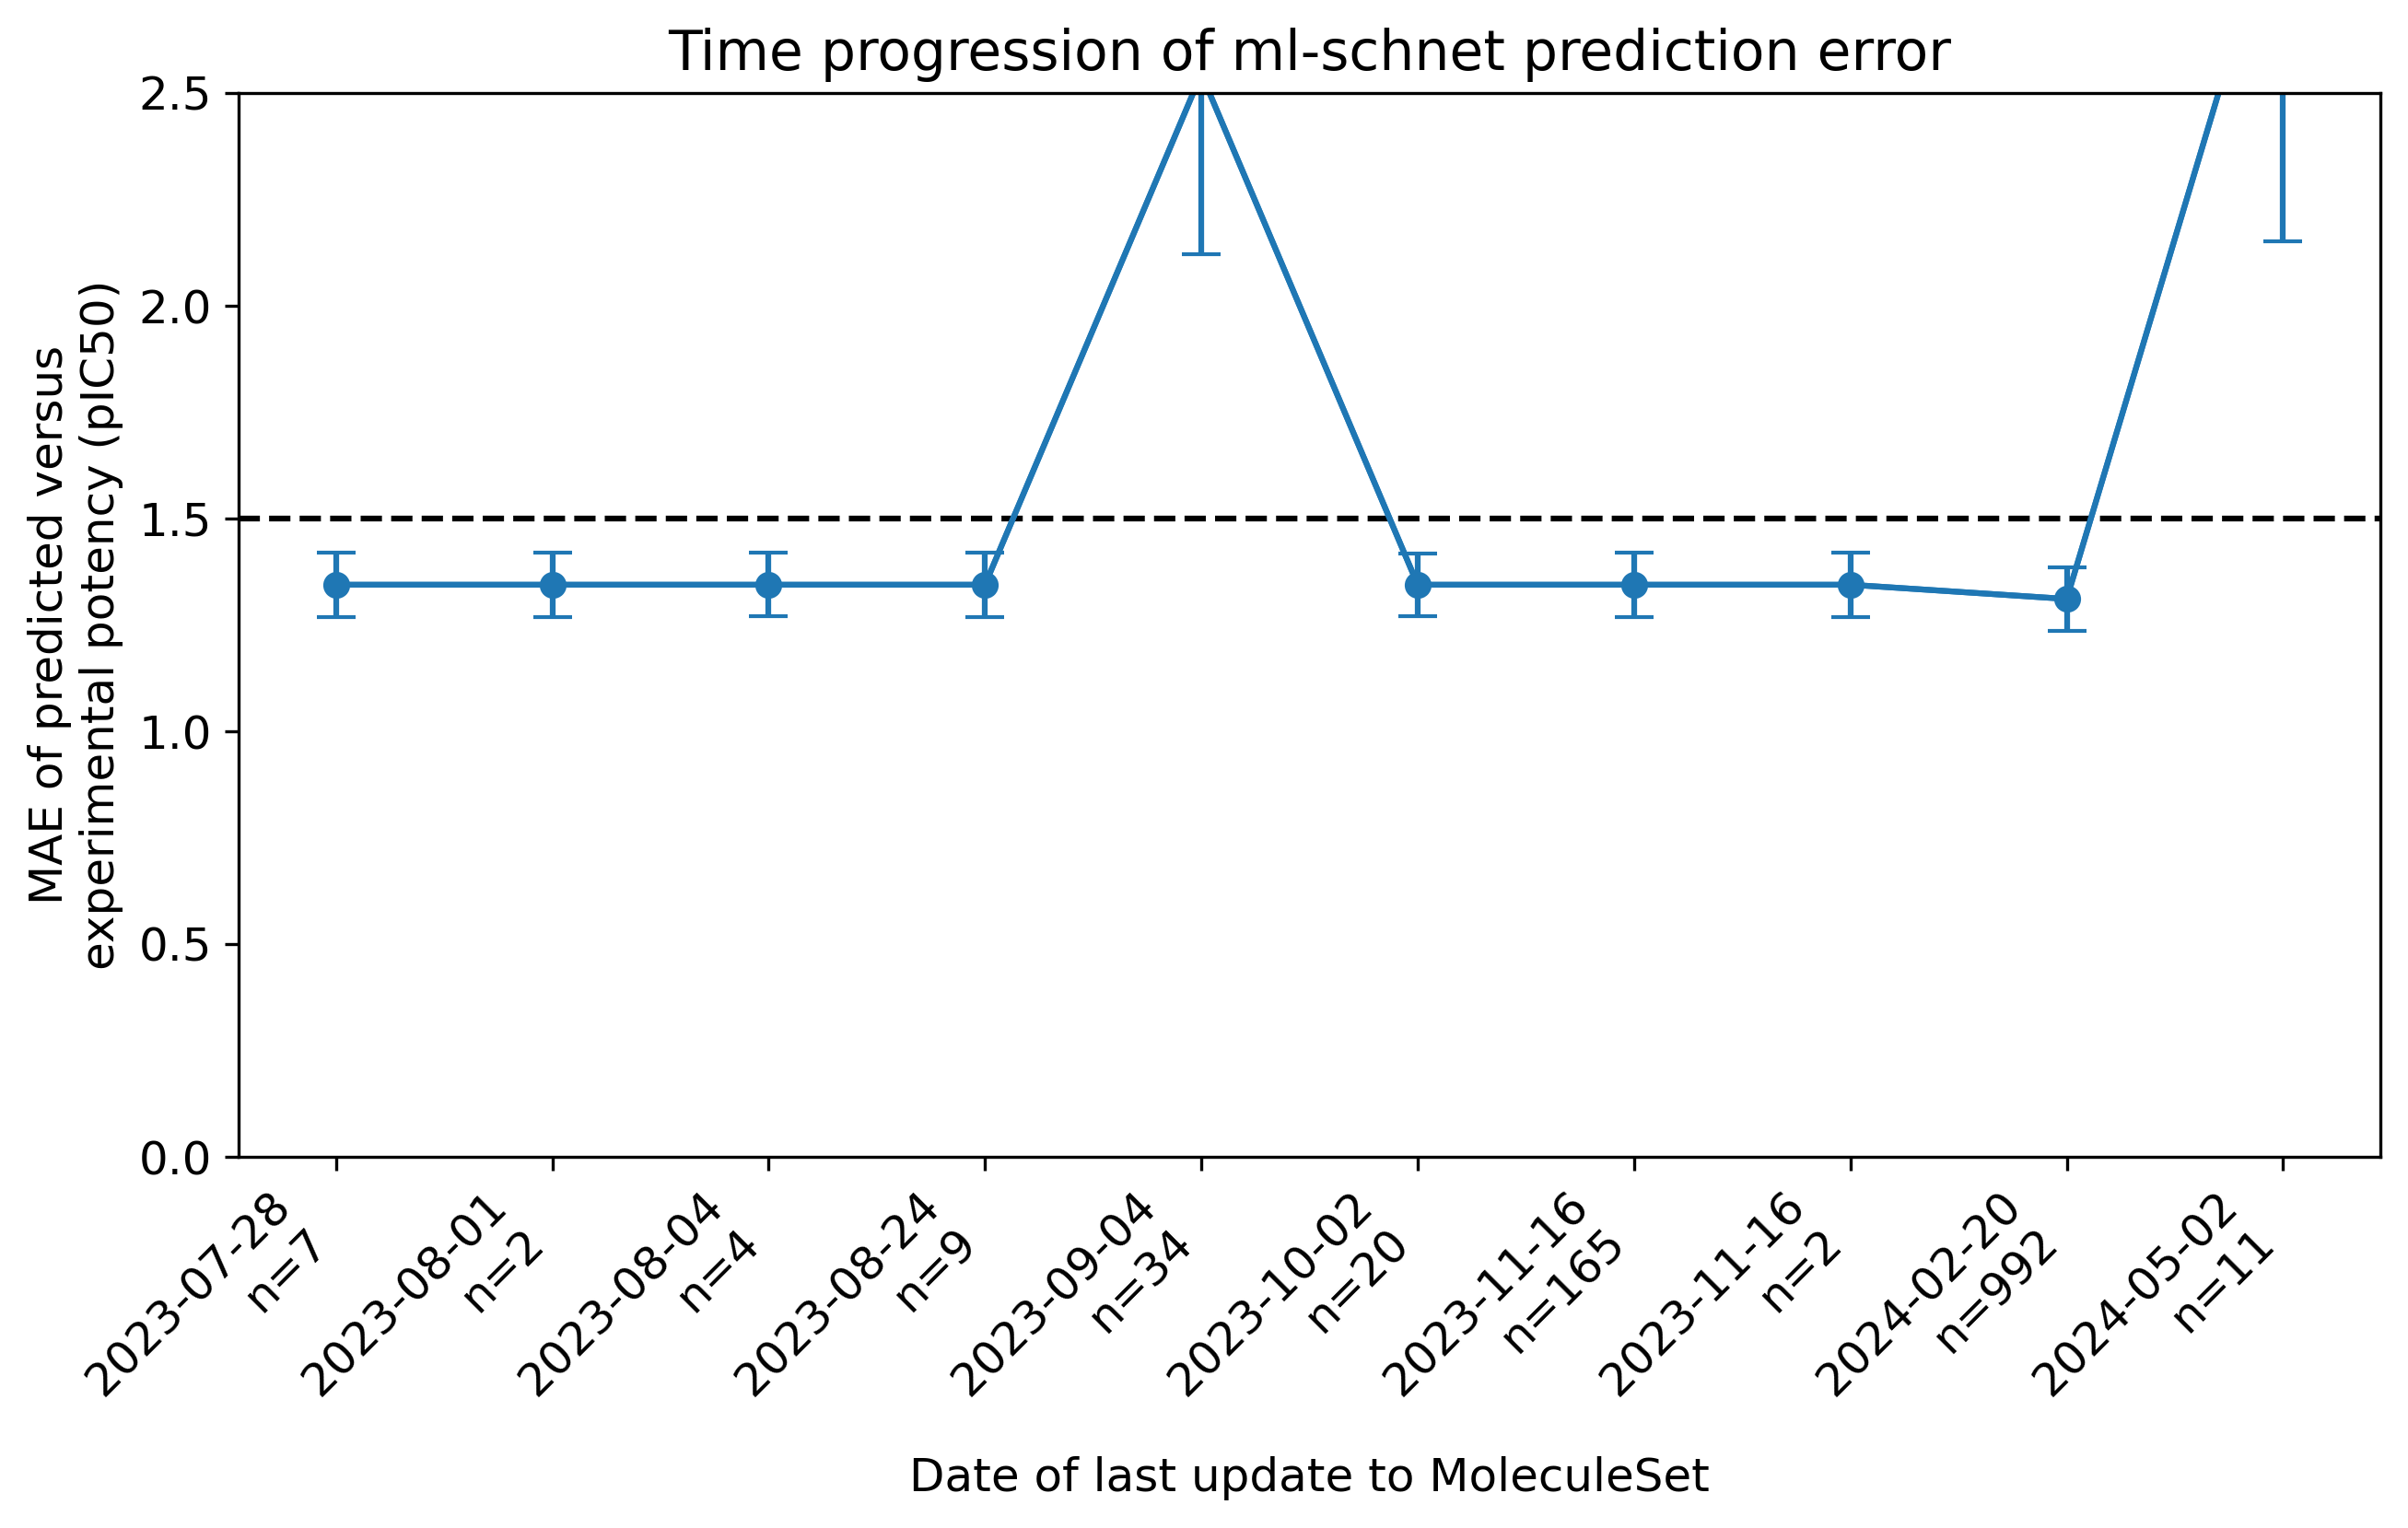 Time progression of ml-schnet prediction error
MAE of predicted versus
experimental potency (pIC50)
2.5
2.0
1.5
1.0
0.5
0.0
2023-07-28
n=7
2023-08-01
n=2
2023-08-04
n=4
2023-08-24
n=9
2023-09-04
n=34
2023-10-02
n=20
2023-11-16
n=165
2023-11-16
n=2
2024-02-20
n=992
2024-05-02
n=11
Date of last update to MoleculeSet